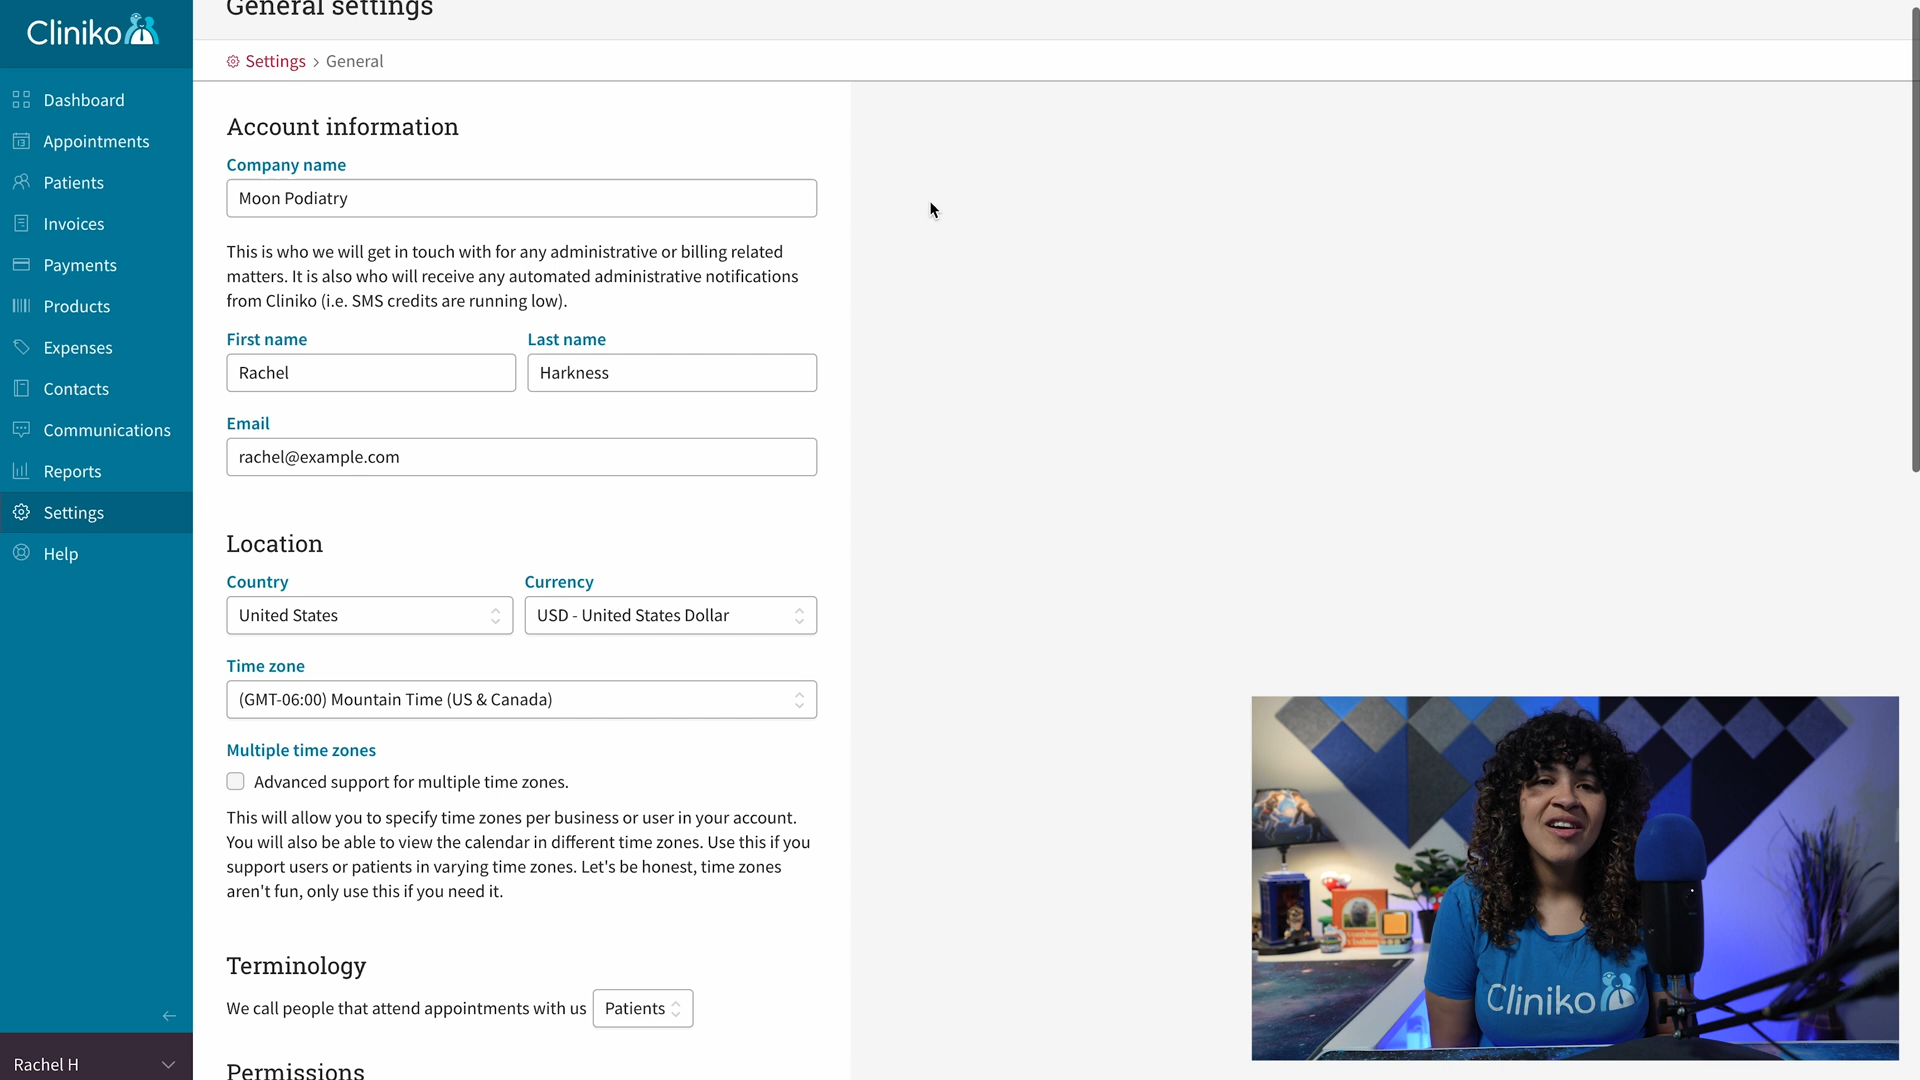 Cliniko
General settings
Settings > General
Dashboard
Appointments
Patients
Invoices
Payments
Products
Expenses
Contacts
Communications
Reports
Settings
Help
Rachel H
Account information
Company name
Moon Podiatry
This is who we will get in touch with for any administrative or billing related
matters. It is also who will receive any automated administrative notifications
from Cliniko (i.e. SMS credits are running low).
First name
Last name
Rachel
Harkness
Email
rachel@example.com
Location
Country
Currency
United States
USD - United States Dollar
Time zone
(GMT-06:00) Mountain Time (US & Canada)
Multiple time zones
Advanced support for multiple time zones.
This will allow you to specify time zones per business or user in your account.
You will also be able to view the calendar in different time zones. Use this if you
support users or patients in varying time zones. Let's be honest, time zones
aren't fun, only use this if you need it.
Terminology
We call people that attend appointments with us Patients
Permissions
Cliniko